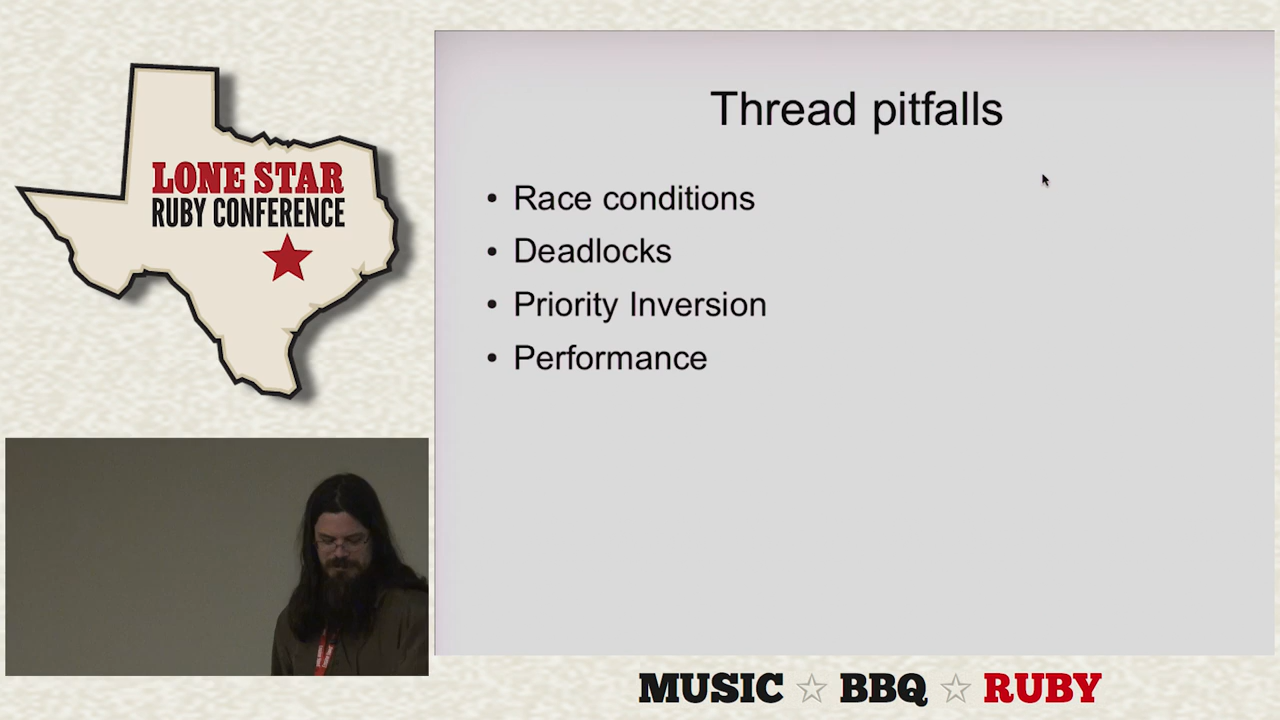 LONE STAR
RUBY CONFERENCE
Thread pitfalls
• Race conditions
• Deadlocks
• Priority Inversion
• Performance
MUSIC ☆ BBQ ☆ RUBY